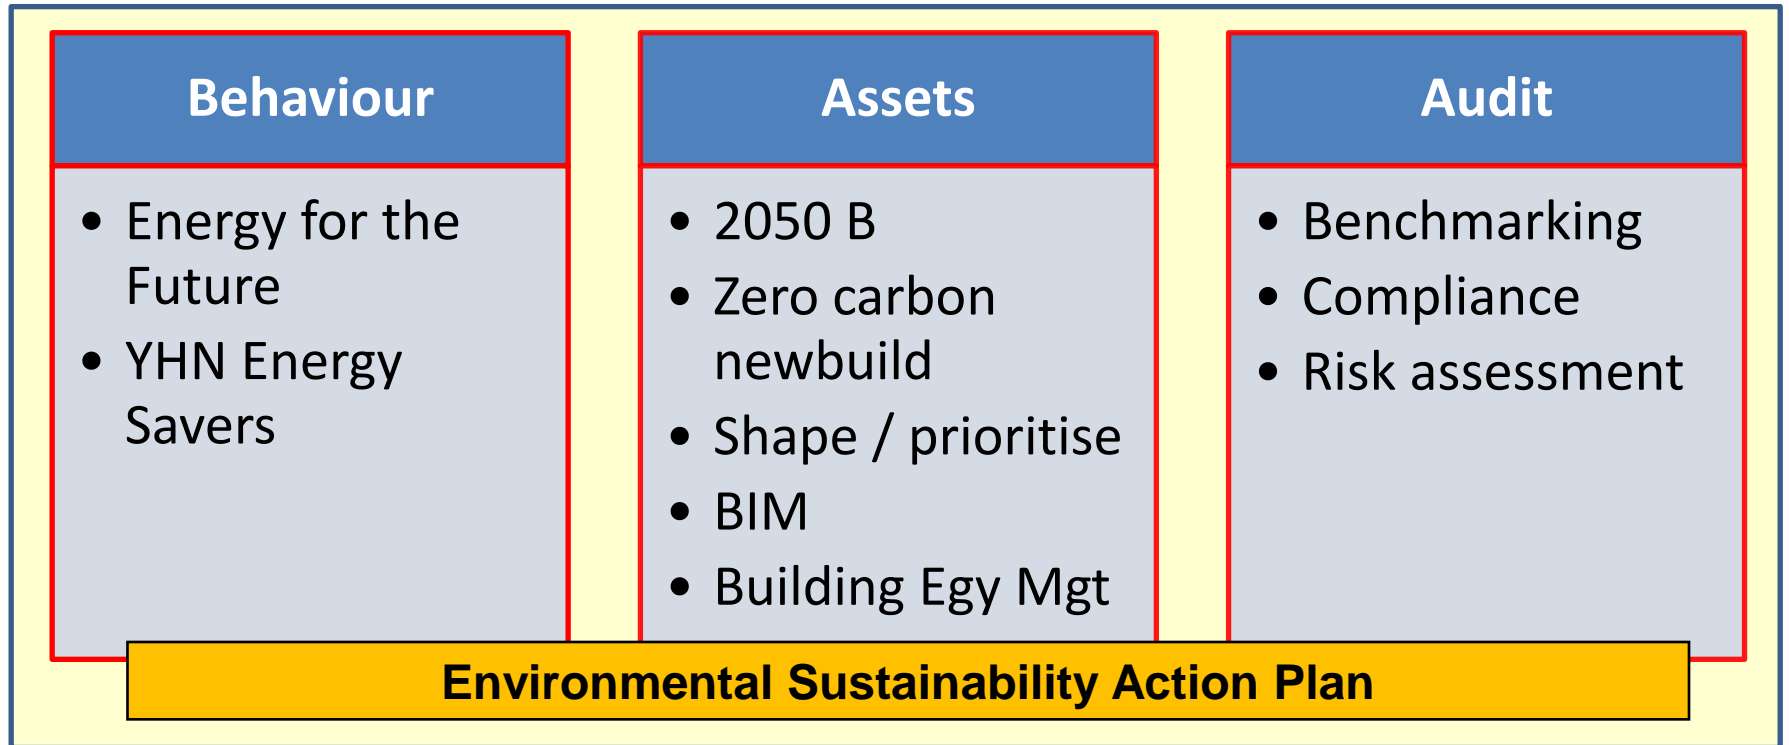 Behaviour
• Energy for the
Future
• YHN Energy
Savers
Assets
• 2050 B
• Zero carbon
newbuild
• Shape / prioritise
• BIM
• Building Egy Mgt
Audit
• Benchmarking
• Compliance
• Risk assessment
Environmental Sustainability Action Plan